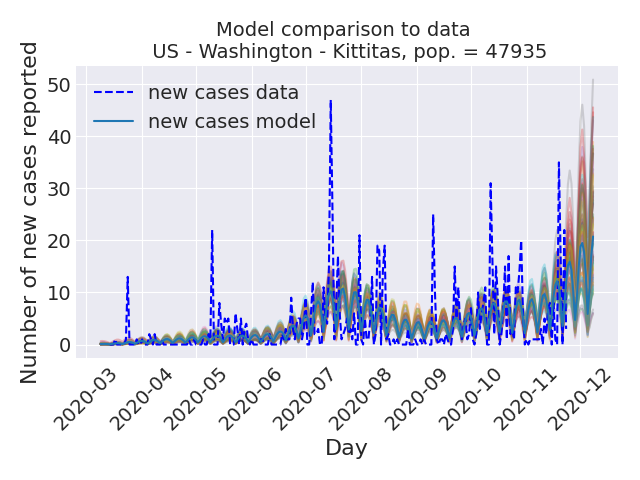 Model comparison to data
US - Washington - Kittitas, pop. = 47935
Number of new cases reported
50
40
30
20
10
0
new cases data
new cases model
2020-03
2020-04
2020-05
2020-06
2020-07
2020-08
2020-09
2020-10
2020-11
2020-12
Day